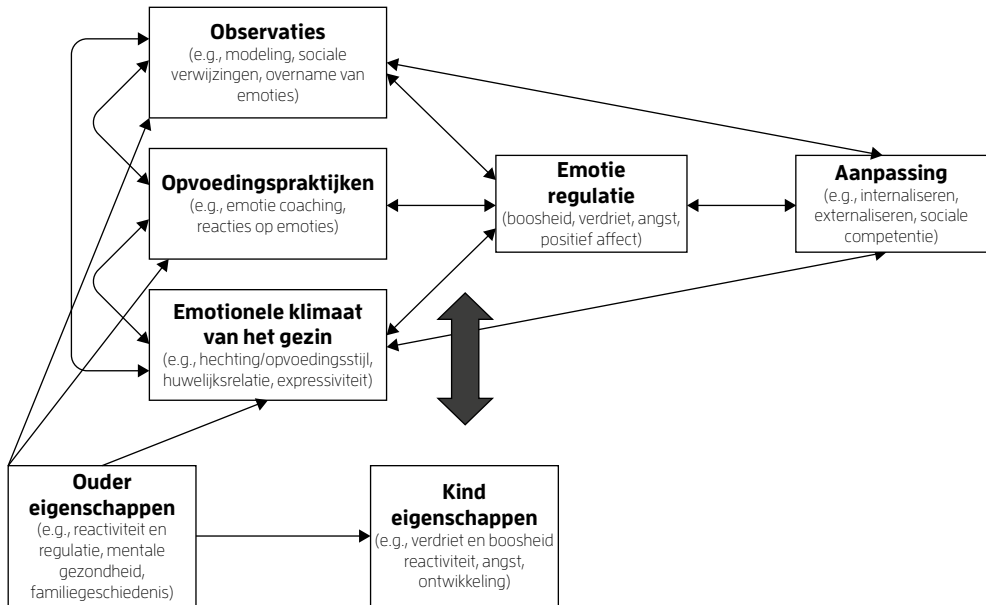 Observaties
(e.g., modeling, sociale
verwijzingen, overname van
emoties)
Opvoedingspraktijken
(e.g., emotie coaching,
reacties op emoties)
Emotie
regulatie
(boosheid, verdriet, angst,
positief affect)
Aanpassing
(e.g., internaliseren,
externaliseren, sociale
competentie)
Emotionele klimaat
van het gezin
(e.g., hechting/opvoedingsstijl,
huwelijksrelatie, expressiviteit)
Ouder
eigenschappen
(e.g., reactiviteit en
regulatie, mentale
gezondheid,
familiegeschiedenis)
Kind
eigenschappen
(e.g., verdriet en boosheid
reactiviteit, angst,
ontwikkeling)